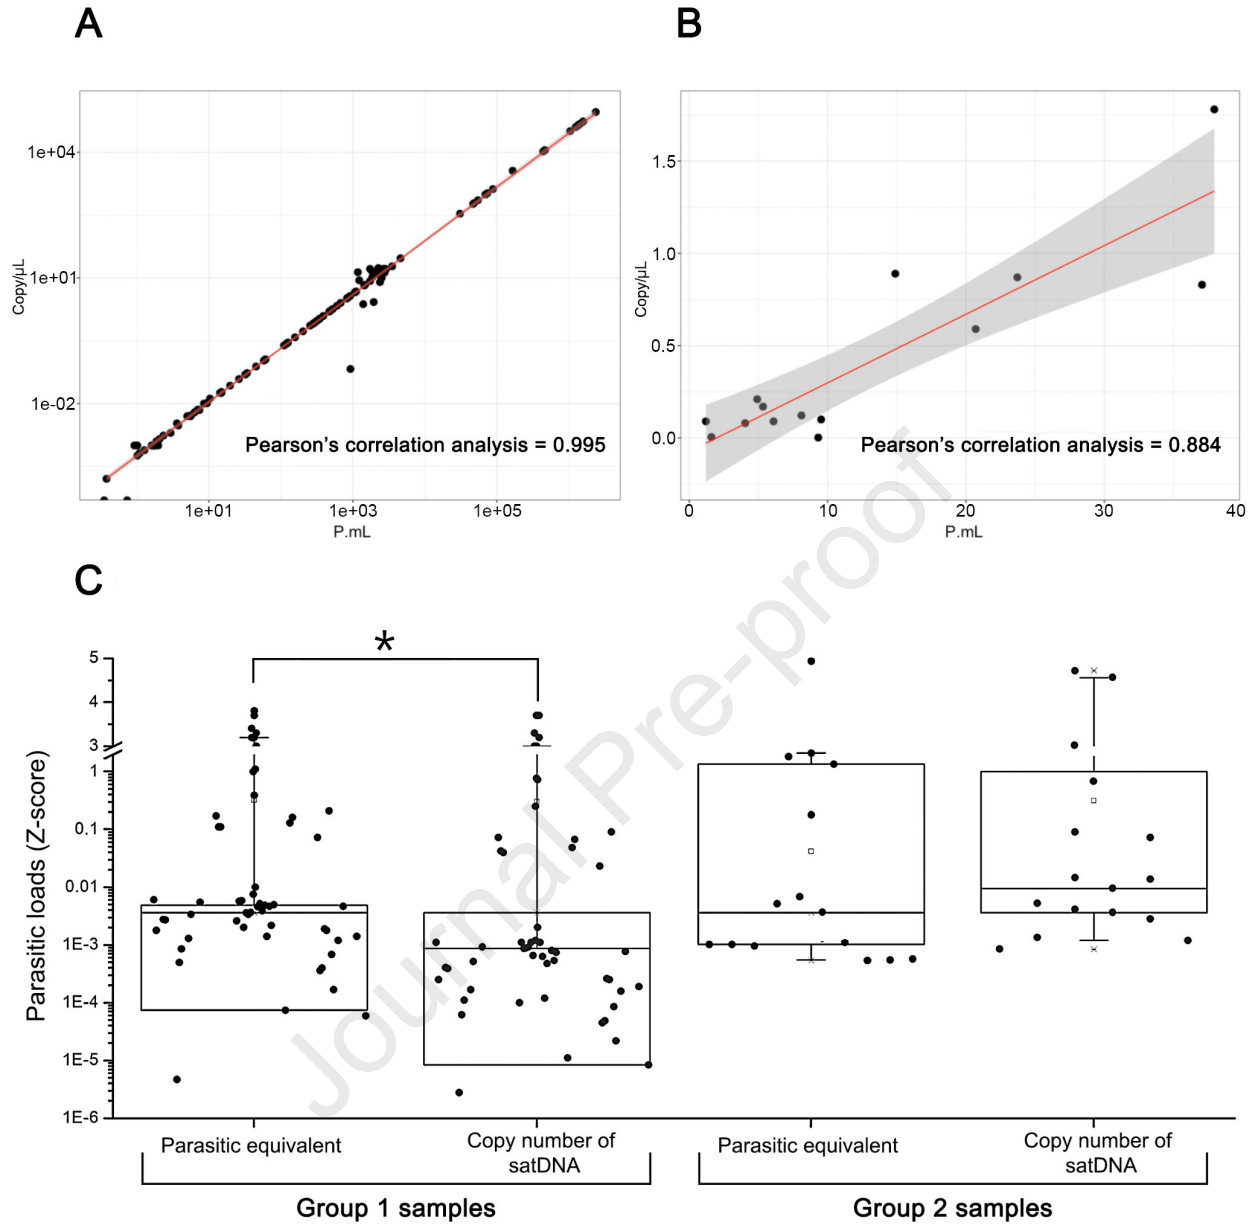 A
B
1e+04
1e+01
1e-02
Copy/µL
Pearson's correlation analysis = 0.995
1e+01
1e+03
1e+05
P.mL
1.5
1.0
0.5
0.0
Copy/µL
Pearson's correlation analysis = 0.884
0
10
20
30
40
P.mL
C
*
5
4
3
1
0.1
0.01
1E-3
1E-4
1E-5
1E-6
Parasitic loads (Z-score)
Parasitic equivalent
Copy number of
satDNA
Parasitic equivalent
Copy number of
satDNA
Group 1 samples
Group 2 samples
Journal Pre-proof